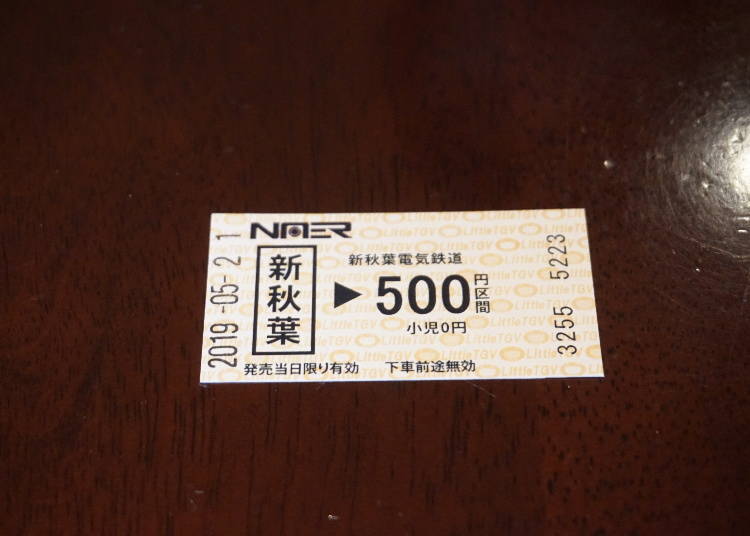 NAER
新秋葉電気鉄道
新秋葉
▶500円区間
小児0円
発売当日限り有効 下車前途無効
2019-05-21
3255 5223
LittleTGV